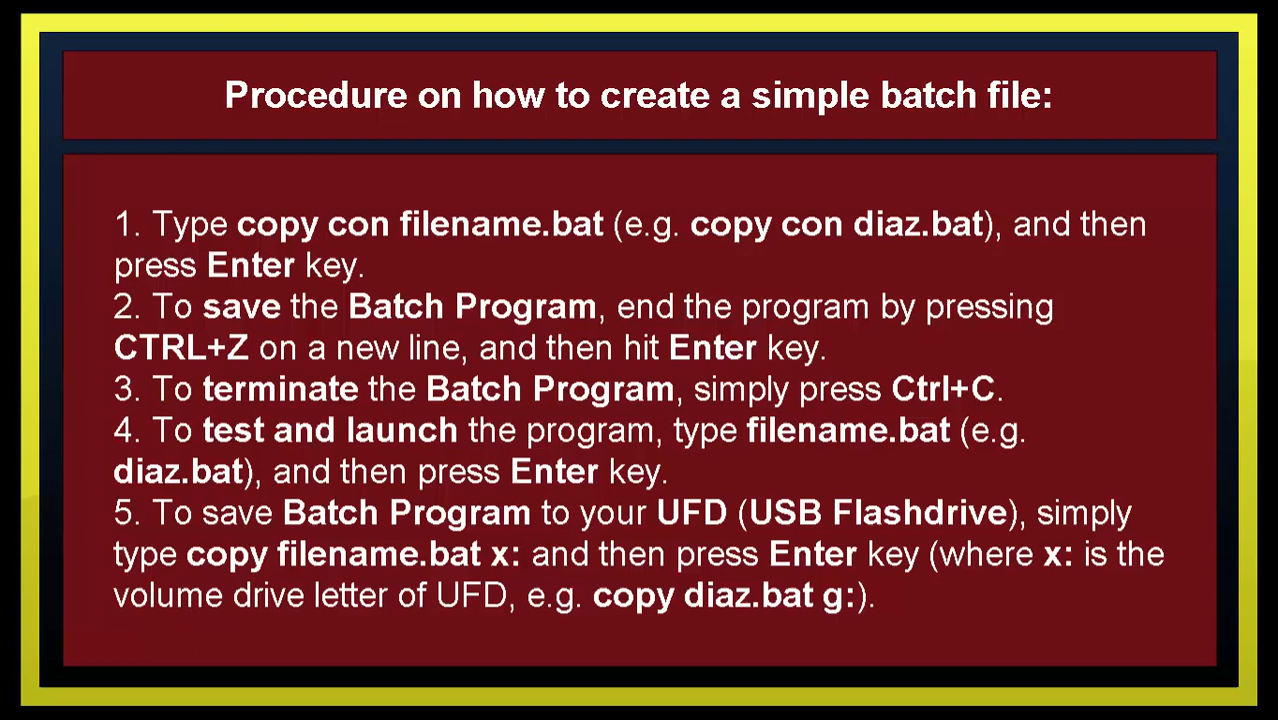 Procedure on how to create a simple batch file:
1. Type copy con filename.bat (e.g. copy con diaz.bat), and then
press Enter key.
2. To save the Batch Program, end the program by pressing
CTRL+Z on a new line, and then hit Enter key.
3. To terminate the Batch Program, simply press Ctrl+C.
4. To test and launch the program, type filename.bat (e.g.
diaz.bat), and then press Enter key.
5. To save Batch Program to your UFD (USB Flashdrive), simply
type copy filename.bat x: and then press Enter key (where x: is the
volume drive letter of UFD, e.g. copy diaz.bat g:).